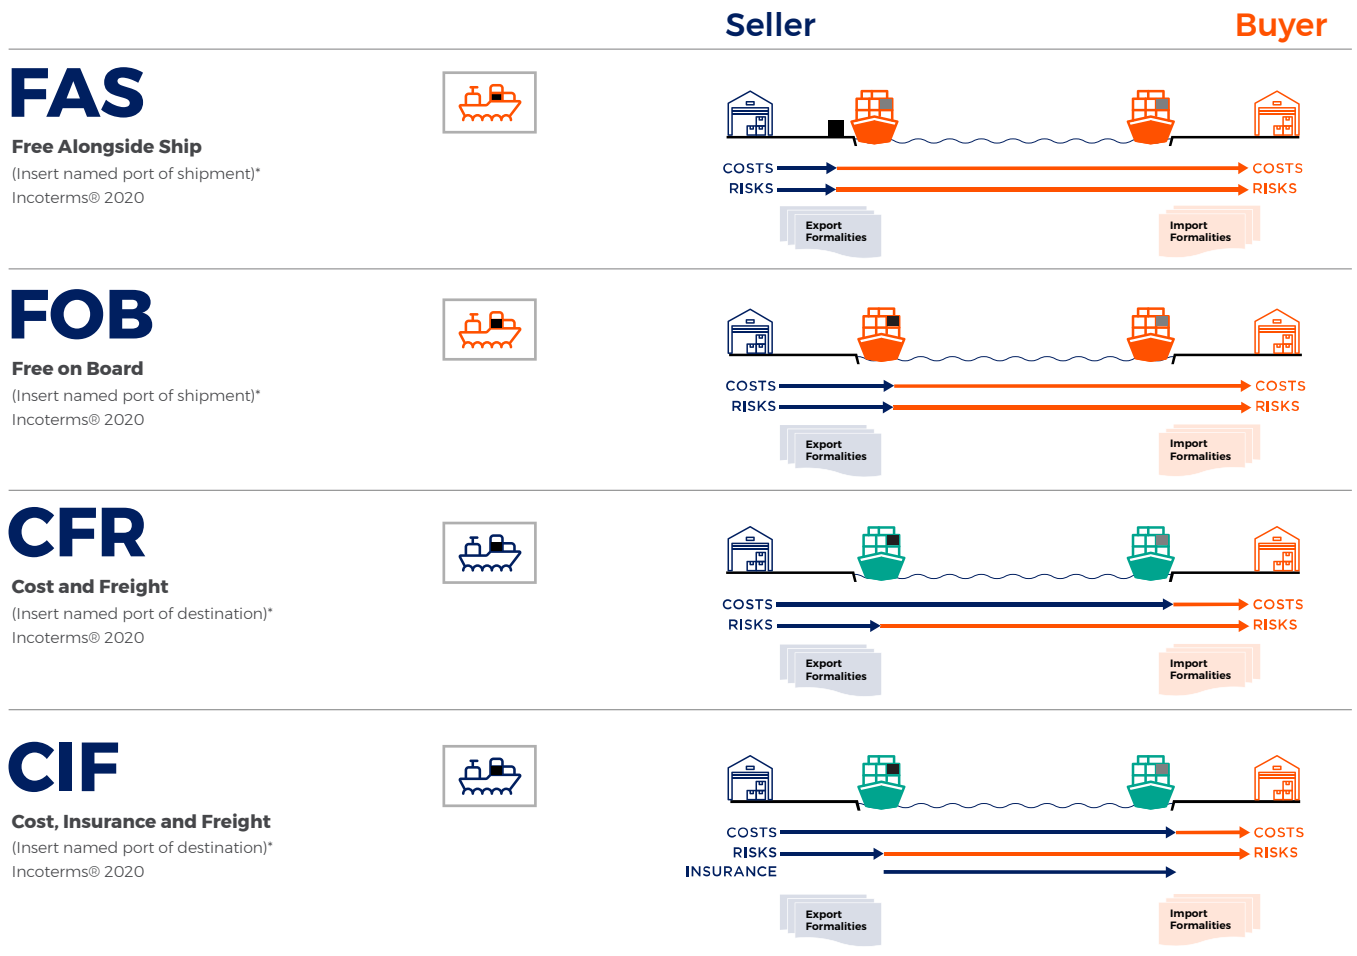 Seller
Buyer
FAS
Free Alongside Ship
(Insert named port of shipment)*
Incoterms® 2020
COSTS
COSTS
RISKS
RISKS
Export
Formalities
Import
Formalities
FOB
Free on Board
(Insert named port of shipment)*
Incoterms® 2020
COSTS
COSTS
RISKS
RISKS
Export
Formalities
Import
Formalities
CFR
Cost and Freight
(Insert named port of destination)*
Incoterms® 2020
COSTS
COSTS
RISKS
RISKS
Export
Formalities
Import
Formalities
CIF
Cost, Insurance and Freight
(Insert named port of destination)*
Incoterms® 2020
COSTS
COSTS
RISKS
RISKS
INSURANCE
Export
Formalities
Import
Formalities